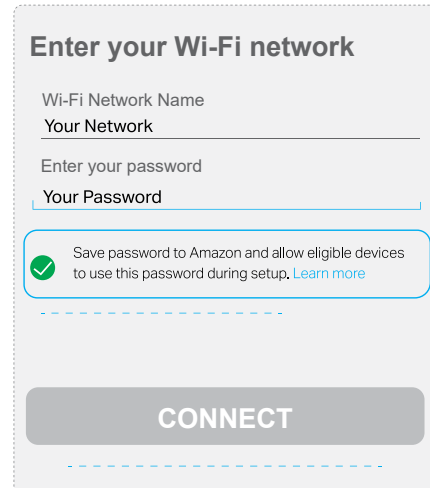 Enter your Wi-Fi network
Wi-Fi Network Name
Your Network
Enter your password
Your Password
Save password to Amazon and allow eligible devices
to use this password during setup. Learn more
CONNECT